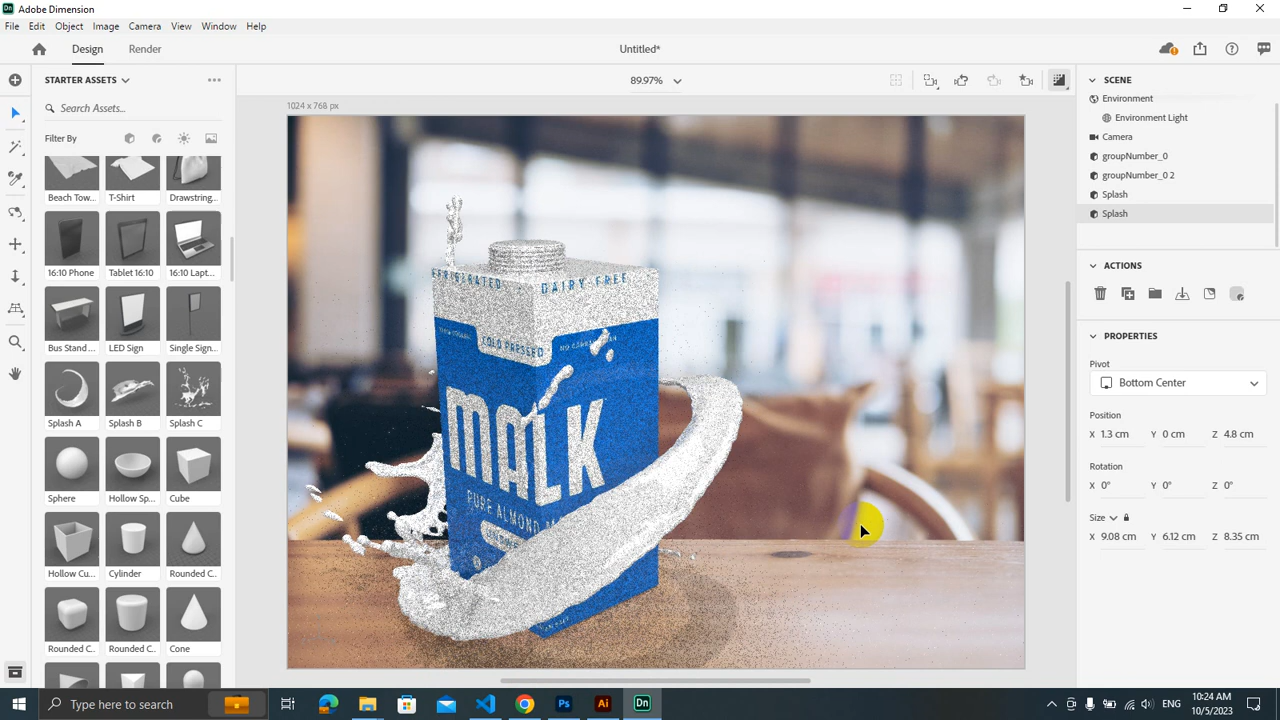 Adobe Dimension
File Edit Object Image Camera View Window Help
Design Render Untitled*
STARTER ASSETS
Search Assets...
Filter By
Beach Tow... T-Shirt Drawstring...
16:10 Phone Tablet 16:10 16:10 Lapt...
Bus Stand ... LED Sign Single Sign...
Splash A Splash B Splash C
Sphere Hollow Sp... Cube
Hollow Cu... Cylinder Rounded C...
Rounded C... Rounded C... Cone
89.97%
1024 x 768 px
DAIRY FREE
COLD PRESSED
MALK
PURE ALMOND
SCENE
Environment
Environment Light
Camera
groupNumber_0
groupNumber_0 2
Splash
Splash
ACTIONS
PROPERTIES
Pivot
Bottom Center
Position
X 1.3 cm Y 0 cm Z 4.8 cm
Rotation
X 0° Y 0° Z 0°
Size
X 9.08 cm Y 6.12 cm Z 8.35 cm
Type here to search
ENG
10:24 AM
10/5/2023